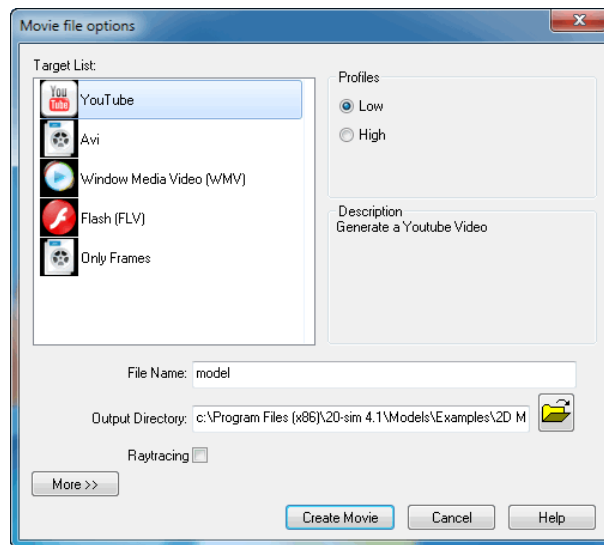 Movie file options
Target List:
You
Tube
YouTube
Avi
Window Media Video (WMV)
Flash (FLV)
Only Frames
Profiles
Low
High
Description
Generate a Youtube Video
File Name: model
Output Directory: c:\Program Files (x86)\20-sim 4.1\Models\Examples\2D M
Raytracing
More >>
Create Movie Cancel Help